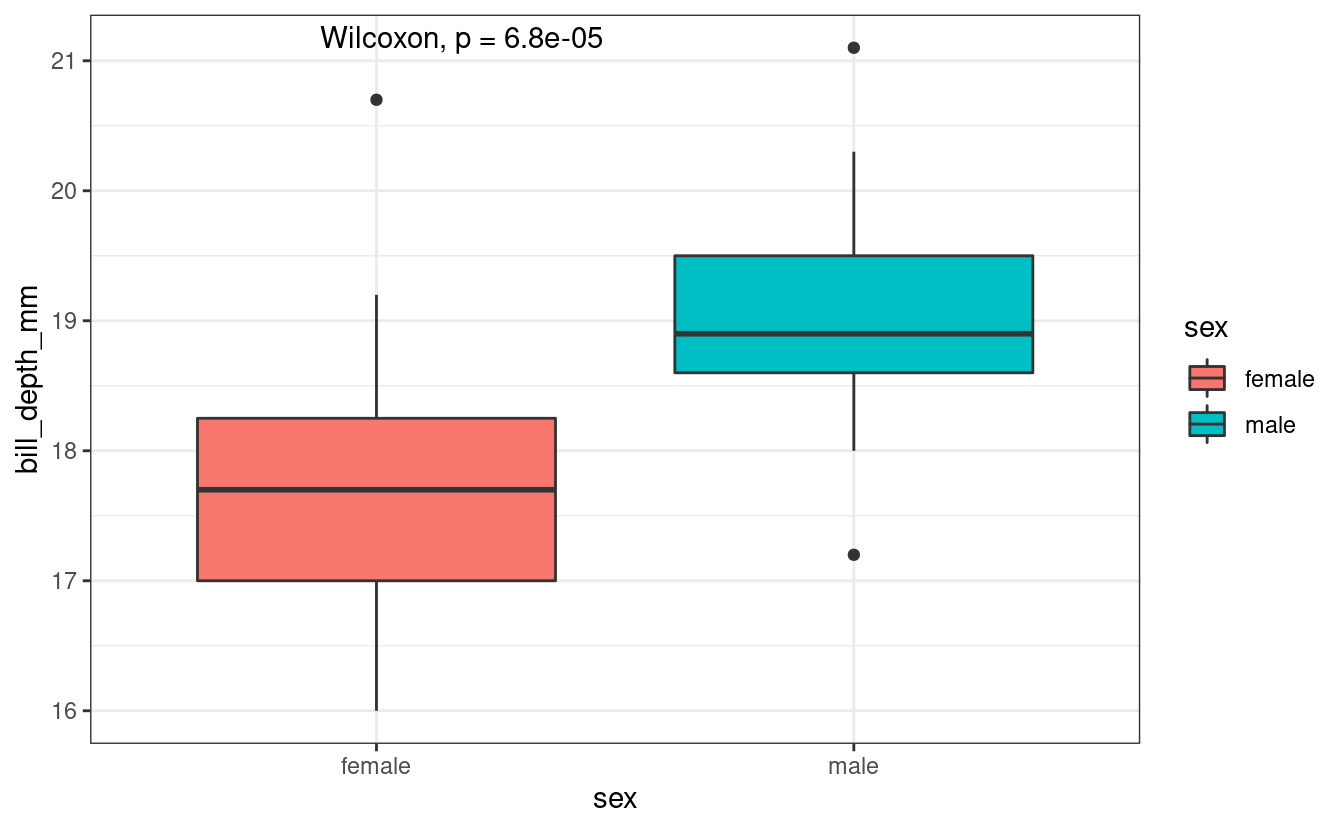 Wilcoxon, p = 6.8e-05
21
20
19
18
17
16
bill_depth_mm
female
male
sex
sex
female
male